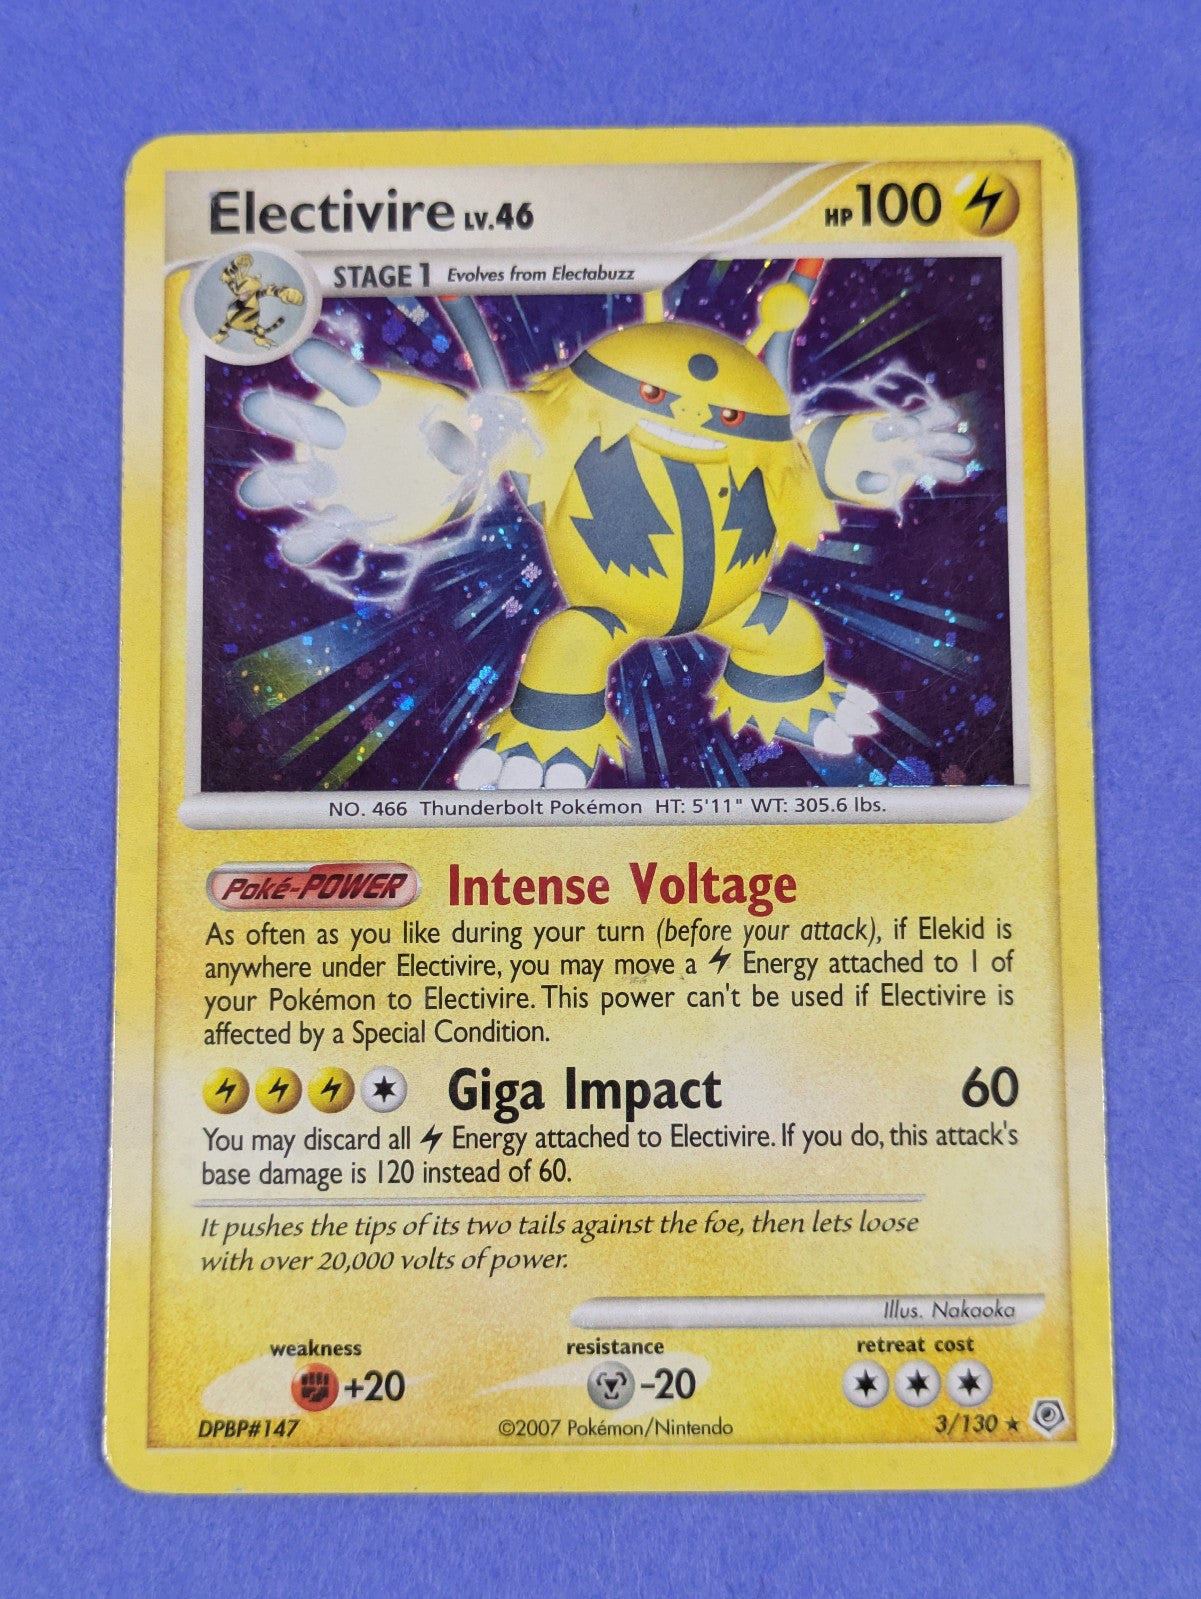 Electivire LV.46 HP 100
STAGE 1 Evolves from Electabuzz
NO. 466 Thunderbolt Pokémon HT: 5'11" WT: 305.6 lbs.
Poké-POWER Intense Voltage
As often as you like during your turn (before your attack), if Elekid is
anywhere under Electivire, you may move a Energy attached to 1 of
your Pokémon to Electivire. This power can't be used if Electivire is
affected by a Special Condition.
Giga Impact 60
You may discard all Energy attached to Electivire. If you do, this attack's
base damage is 120 instead of 60.
It pushes the tips of its two tails against the foe, then lets loose
with over 20,000 volts of power.
Illus. Nakaoka
weakness resistance retreat cost
+20 -20
DPBP#147 ©2007 Pokémon/Nintendo 3/130 ★